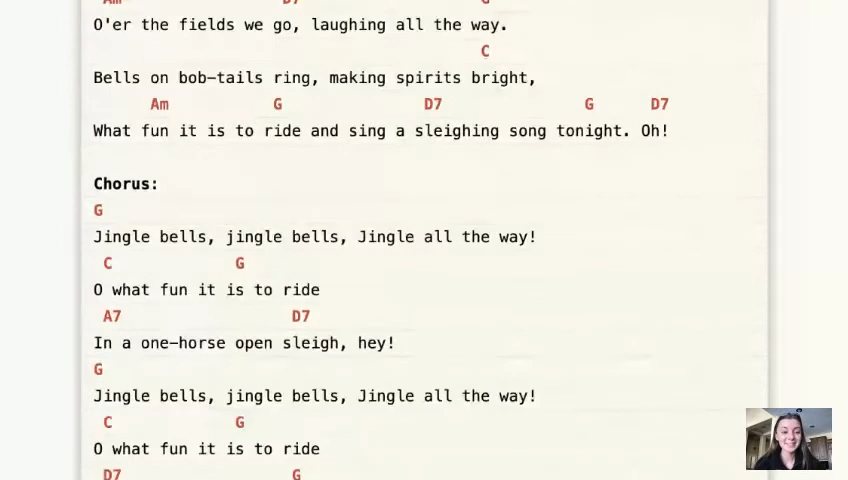 Am D7 G
O'er the fields we go, laughing all the way.
C
Bells on bob-tails ring, making spirits bright,
Am G D7 G D7
What fun it is to ride and sing a sleighing song tonight. Oh!
Chorus:
G
Jingle bells, jingle bells, Jingle all the way!
C G
O what fun it is to ride
A7 D7
In a one-horse open sleigh, hey!
G
Jingle bells, jingle bells, Jingle all the way!
C G
O what fun it is to ride
D7 G